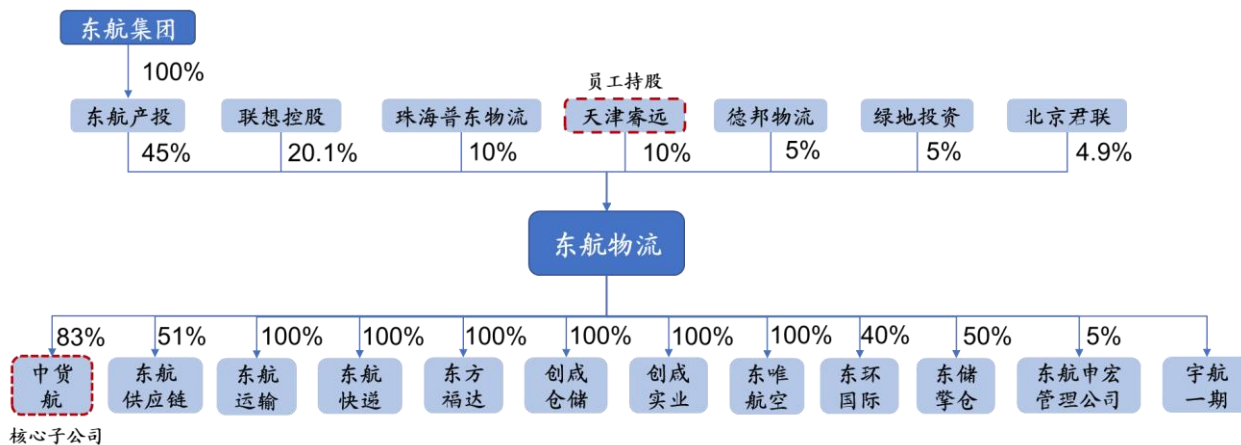 东航集团
100%
员工持股
东航产投
联想控股
珠海普东物流
天津睿远
德邦物流
绿地投资
北京君联
45%
20.1%
10%
10%
5%
5%
4.9%
东航物流
83%
51%
100%
100%
100%
100%
100%
100%
40%
50%
5%
中货
航
东航
供应链
东航
运输
东航
快递
东方
福达
创咸
仓储
创咸
实业
东唯
航空
东环
国际
东储
擎仓
东航申宏
管理公司
宇航
一期
核心子公司